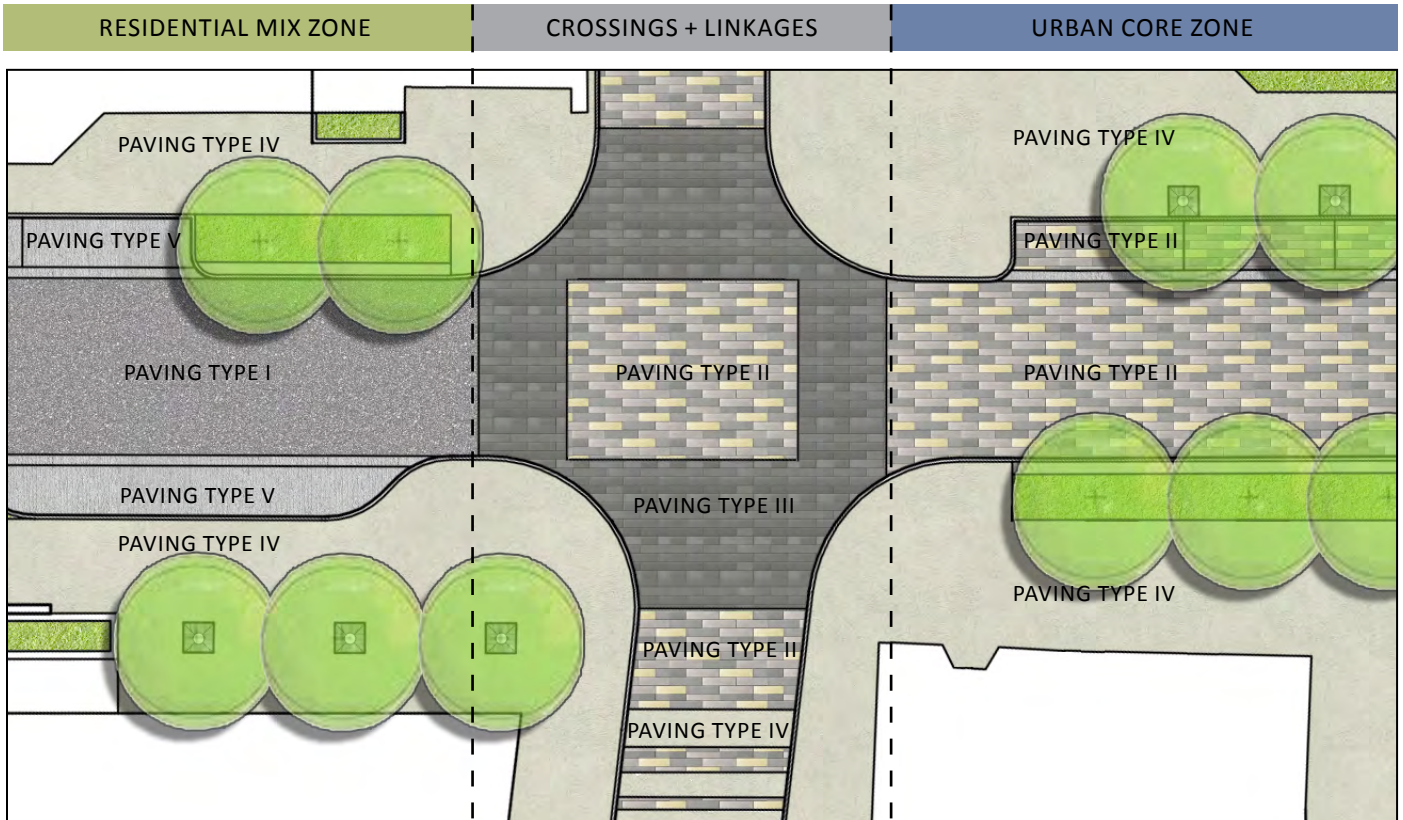 RESIDENTIAL MIX ZONE
CROSSINGS + LINKAGES
URBAN CORE ZONE
PAVING TYPE IV
PAVING TYPE IV
PAVING TYPE V
PAVING TYPE II
PAVING TYPE I
PAVING TYPE II
PAVING TYPE II
PAVING TYPE V
PAVING TYPE III
PAVING TYPE IV
PAVING TYPE IV
PAVING TYPE II
PAVING TYPE IV